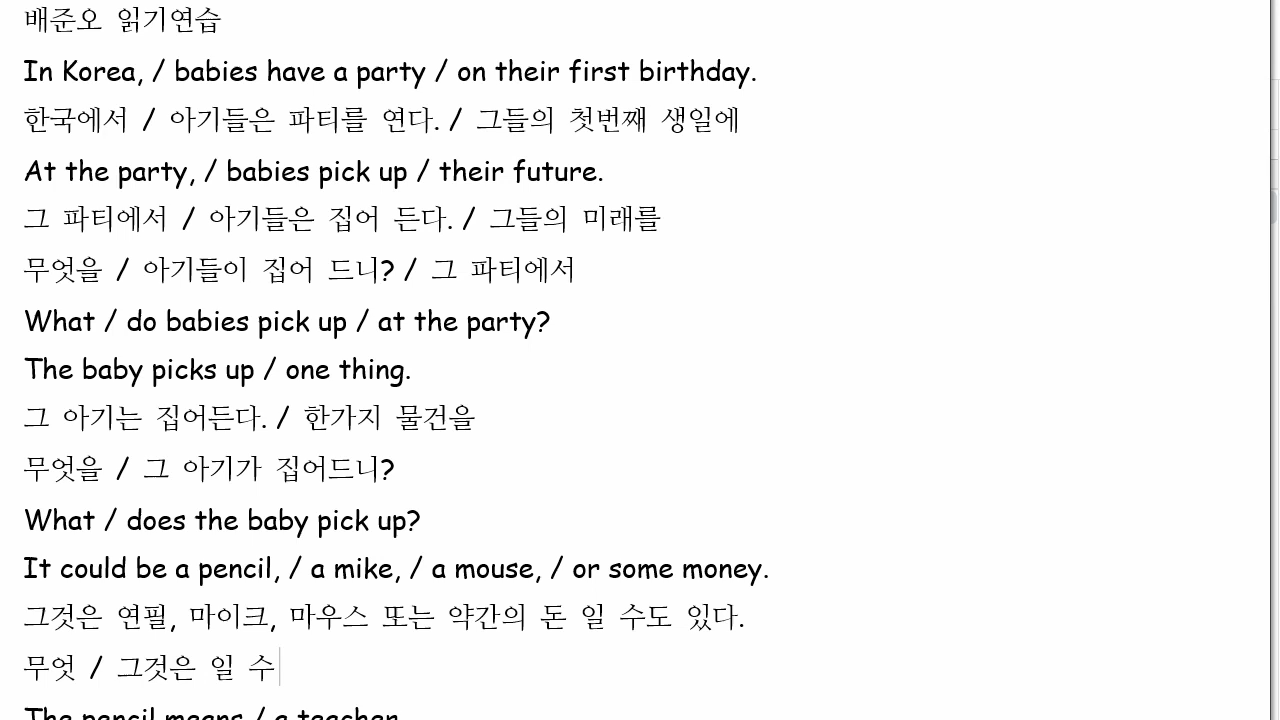 배준오 읽기연습
In Korea, / babies have a party / on their first birthday.
한국에서 / 아기들은 파티를 연다. / 그들의 첫번째 생일에
At the party, / babies pick up / their future.
그 파티에서 / 아기들은 집어 든다. / 그들의 미래를
무엇을 / 아기들이 집어 드니? / 그 파티에서
What / do babies pick up / at the party?
The baby picks up / one thing.
그 아기는 집어든다. / 한가지 물건을
무엇을 / 그 아기가 집어드니?
What / does the baby pick up?
It could be a pencil, / a mike, / a mouse, / or some money.
그것은 연필, 마이크, 마우스 또는 약간의 돈 일 수도 있다.
무엇 / 그것은 일 수
The pencil means / a teacher.